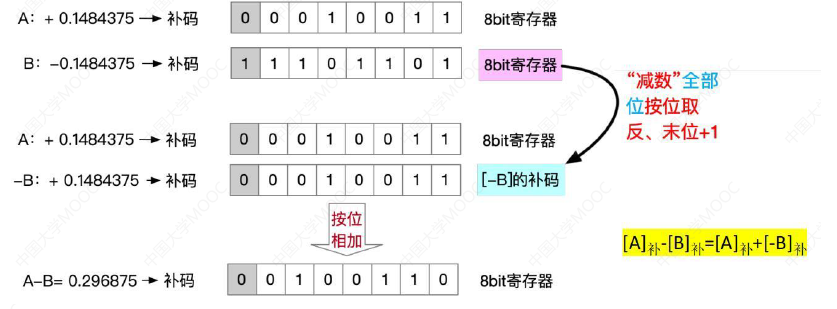 A: + 0.1484375 → 补码 0 0 0 1 0 0 1 1 8bit寄存器
B: -0.1484375 → 补码 1 1 1 0 1 1 0 1 8bit寄存器
“减数”全部
位按位取
反、末位+1
A: + 0.1484375 → 补码 0 0 0 1 0 0 1 1 8bit寄存器
-B: + 0.1484375 → 补码 0 0 0 1 0 0 1 1 [-B]的补码
按位
相加
[A]补-[B]补=[A]补+[-B]补
A-B= 0.296875 → 补码 0 0 1 0 0 1 1 0 8bit寄存器
中国大学MOOC